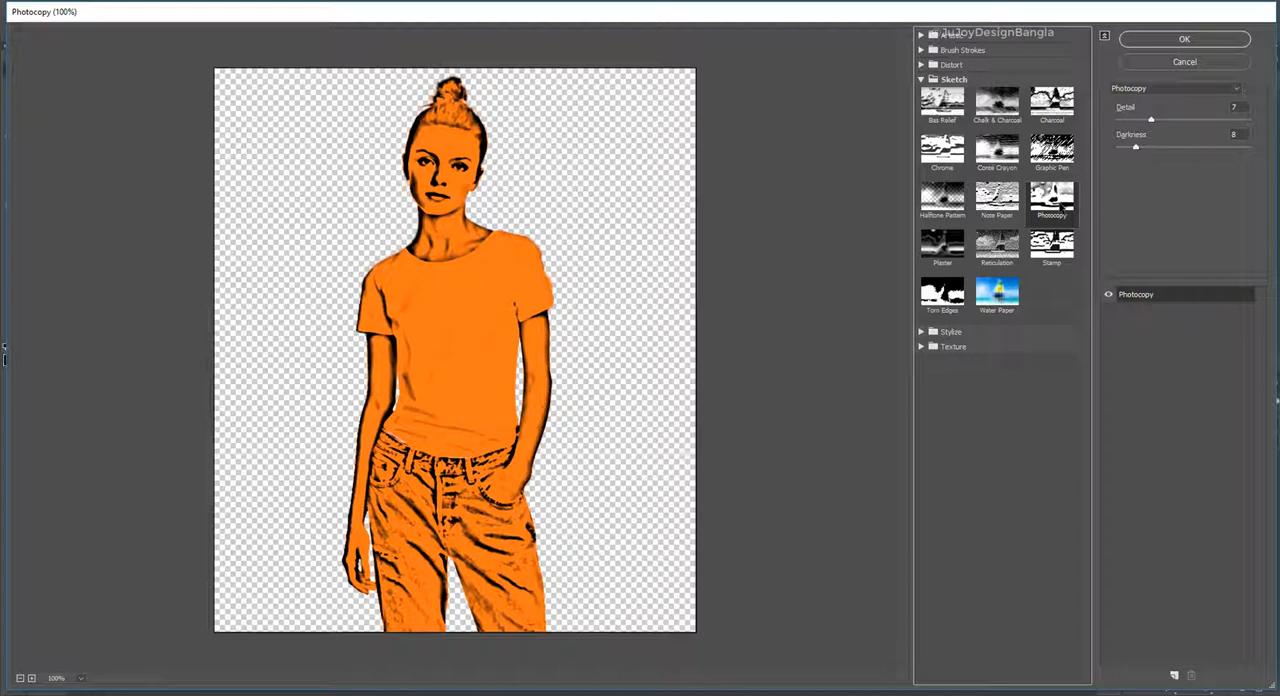 Photocopy (100%)
JuJoyDesignBangla
Brush Strokes
Distort
Sketch
Bas Relief
Chalk & Charcoal
Charcoal
Chrome
Conté Crayon
Graphic Pen
Halftone Pattern
Note Paper
Photocopy
Plaster
Reticulation
Stamp
Torn Edges
Water Paper
Stylize
Texture
OK
Cancel
Photocopy
Detail 7
Darkness 8
Photocopy
100%